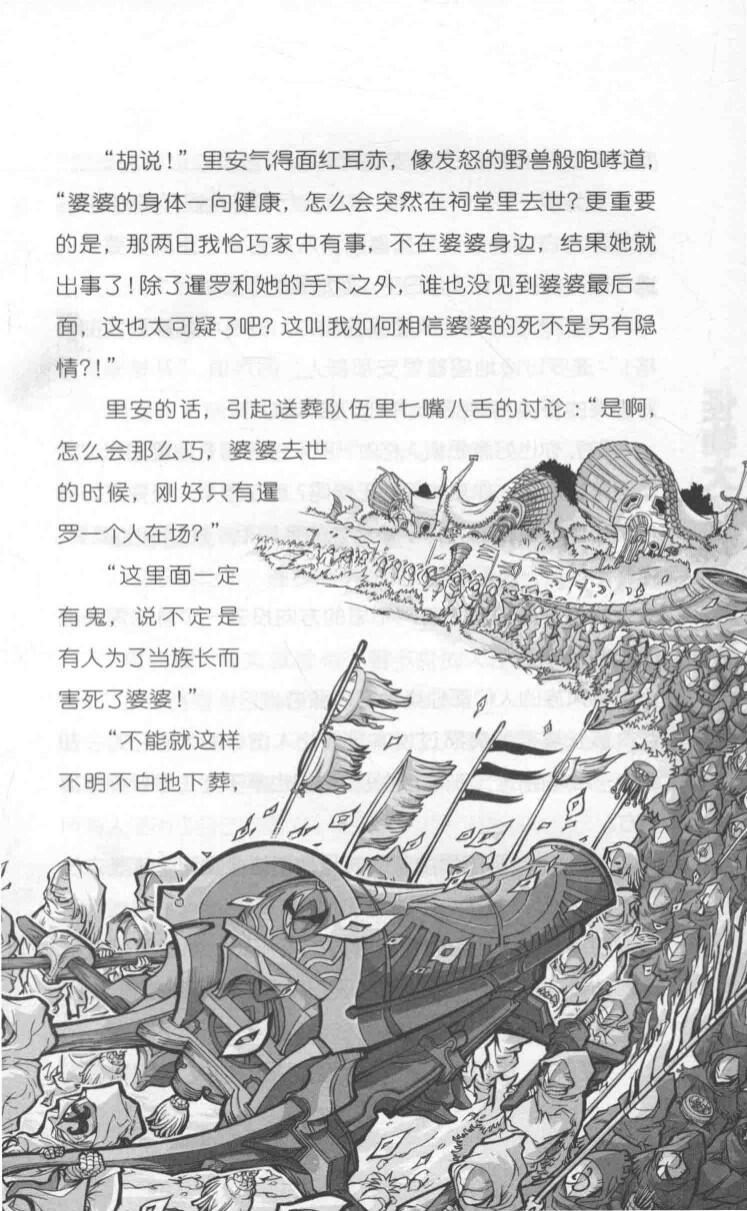 “胡说！”里安气得面红耳赤，像发怒的野兽般咆哮道，
“婆婆的身体一向健康，怎么会突然在祠堂里去世？更重要
的是，那两日我恰巧家中有事，不在婆婆身边，结果她就
出事了！除了暹罗和她的手下之外，谁也没见到婆婆最后一
面，这也太可疑了吧？这叫我如何相信婆婆的死不是另有隐
情？！”
里安的话，引起送葬队伍里七嘴八舌的讨论：“是啊，
怎么会那么巧，婆婆去世
的时候，刚好只有暹
罗一个人在场？”
“这里面一定
有鬼，说不定是
有人为了当族长而
害死了婆婆！”
“不能就这样
不明不白地下葬，